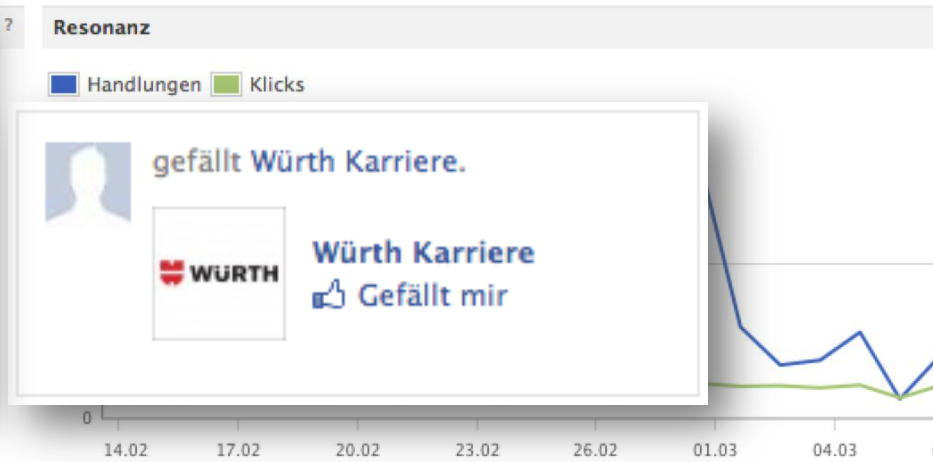 ?
Resonanz
Handlungen Klicks
gefällt Würth Karriere.
WÜRTH
Würth Karriere
Gefällt mir
0
14.02 17.02 20.02 23.02 26.02 01.03 04.03